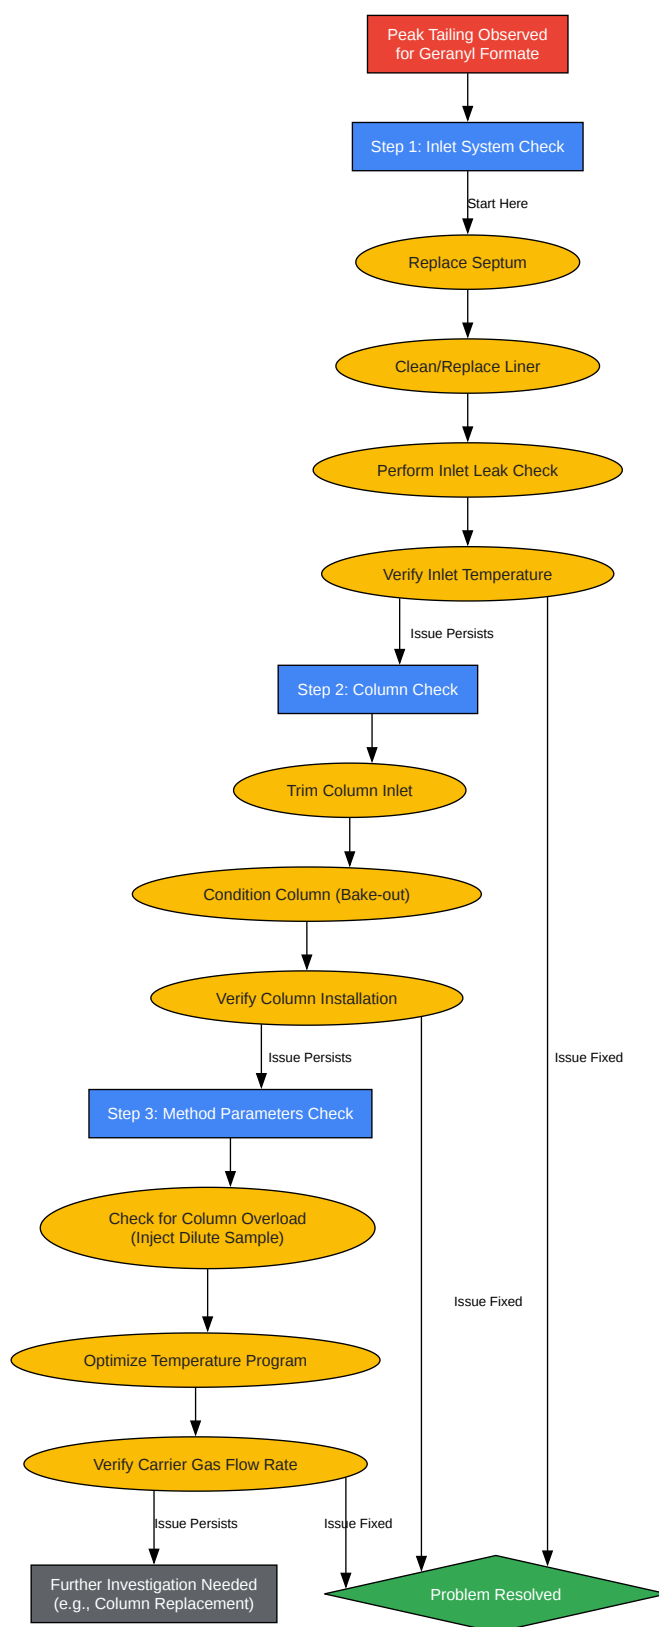 Peak Tailing Observed
for Geranyl Formate
Step 1: Inlet System Check
Start Here
Replace Septum
Clean/Replace Liner
Perform Inlet Leak Check
Verify Inlet Temperature
Issue Persists
Step 2: Column Check
Trim Column Inlet
Condition Column (Bake-out)
Verify Column Installation
Issue Persists
Issue Fixed
Step 3: Method Parameters Check
Check for Column Overload
(Inject Dilute Sample)
Issue Fixed
Optimize Temperature Program
Verify Carrier Gas Flow Rate
Issue Persists
Issue Fixed
Further Investigation Needed
(e.g., Column Replacement)
Problem Resolved